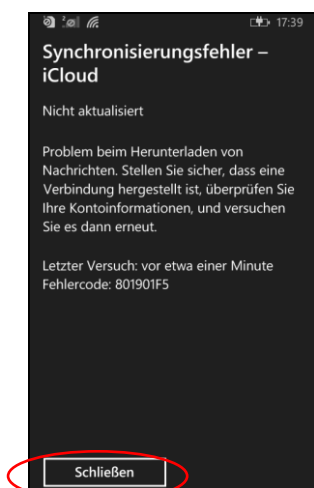 17:39
Synchronisierungsfehler –
iCloud
Nicht aktualisiert
Problem beim Herunterladen von
Nachrichten. Stellen Sie sicher, dass eine
Verbindung hergestellt ist, überprüfen Sie
Ihre Kontoinformationen, und versuchen
Sie es dann erneut.
Letzter Versuch: vor etwa einer Minute
Fehlercode: 801901F5
Schließen